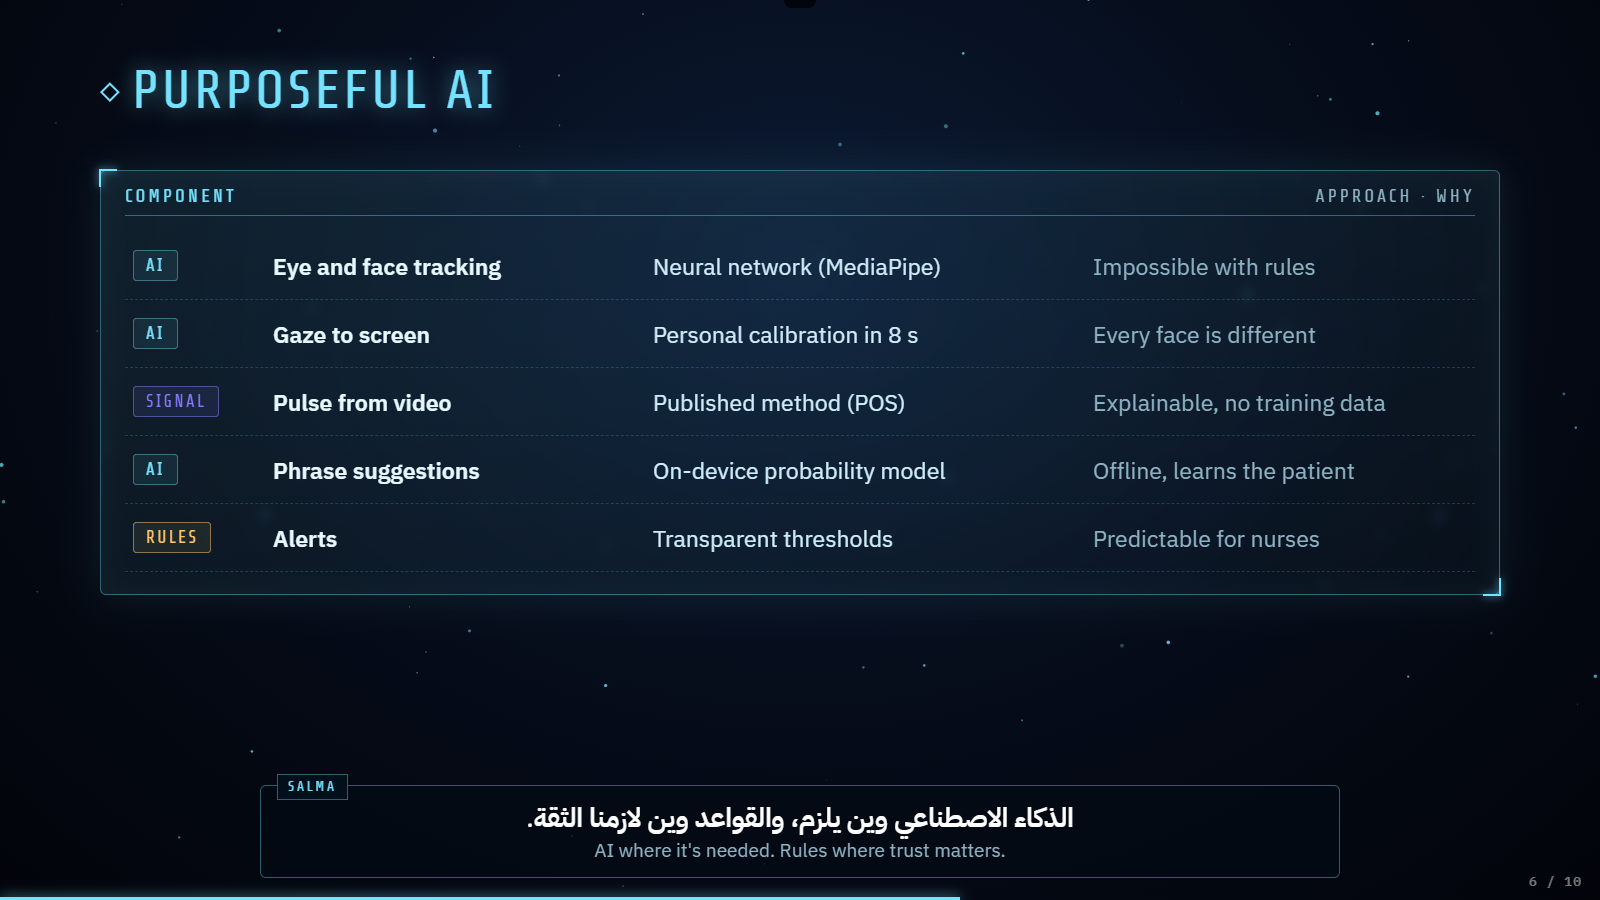 PURPOSEFUL AI
COMPONENT APPROACH · WHY
AI Eye and face tracking Neural network (MediaPipe) Impossible with rules
AI Gaze to screen Personal calibration in 8 s Every face is different
SIGNAL Pulse from video Published method (POS) Explainable, no training data
AI Phrase suggestions On-device probability model Offline, learns the patient
RULES Alerts Transparent thresholds Predictable for nurses
SALMA
الذكاء الاصطناعي وين يلزم، والقواعد وين لازمنا الثقة.
AI where it's needed. Rules where trust matters.
6 / 10